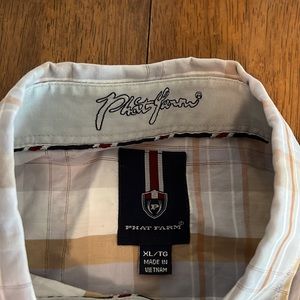 Phat Farm
P
PHAT FARM®
XL/TG
MADE IN
VIETNAM